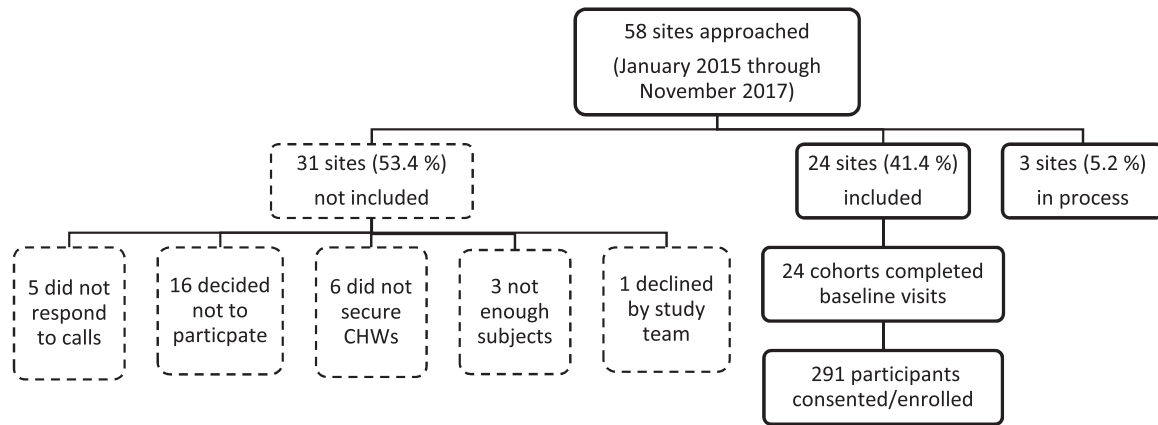 58 sites approached
(January 2015 through
November 2017)
31 sites (53.4 %)
not included
24 sites (41.4 %)
included
3 sites (5.2 %)
in process
5 did not
respond
to calls
16 decided
not to
particpate
6 did not
secure
CHWs
3 not
enough
subjects
1 declined
by study
team
24 cohorts completed
baseline visits
291 participants
consented/enrolled